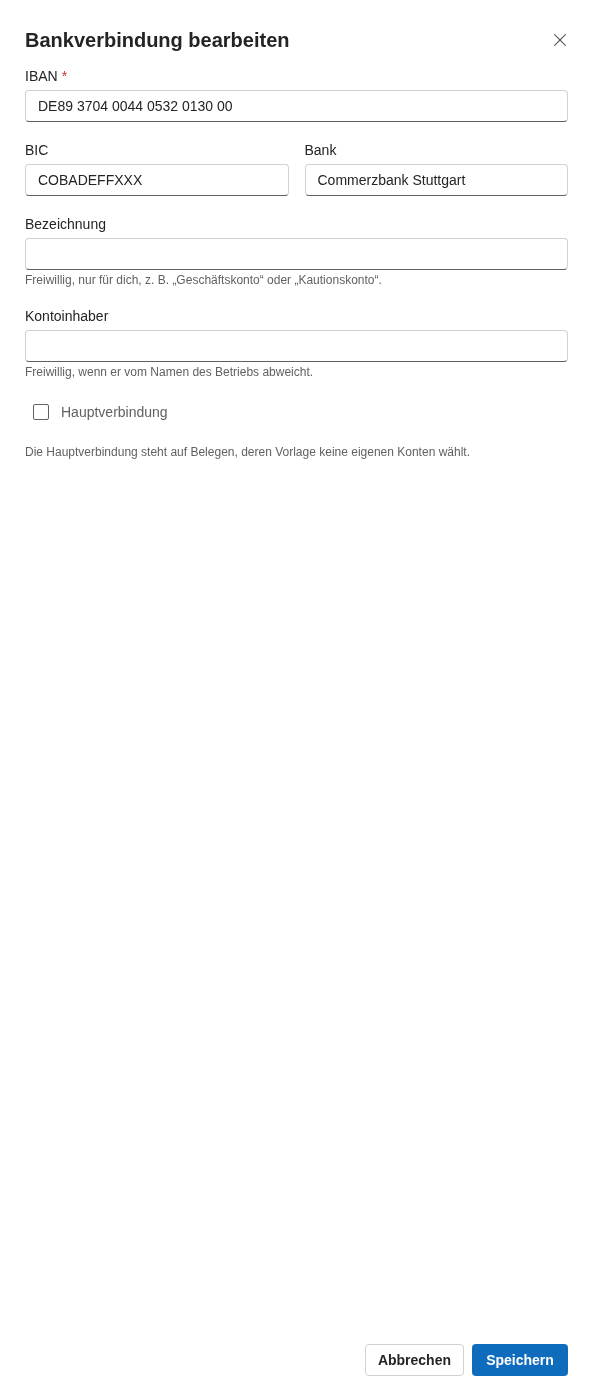 Bankverbindung bearbeiten
IBAN *
DE89 3704 0044 0532 0130 00
BIC
Bank
COBADEFFXXX
Commerzbank Stuttgart
Bezeichnung
Freiwillig, nur für dich, z. B. „Geschäftskonto“ oder „Kautionskonto“.
Kontoinhaber
Freiwillig, wenn er vom Namen des Betriebs abweicht.
Hauptverbindung
Die Hauptverbindung steht auf Belegen, deren Vorlage keine eigenen Konten wählt.
Abbrechen
Speichern